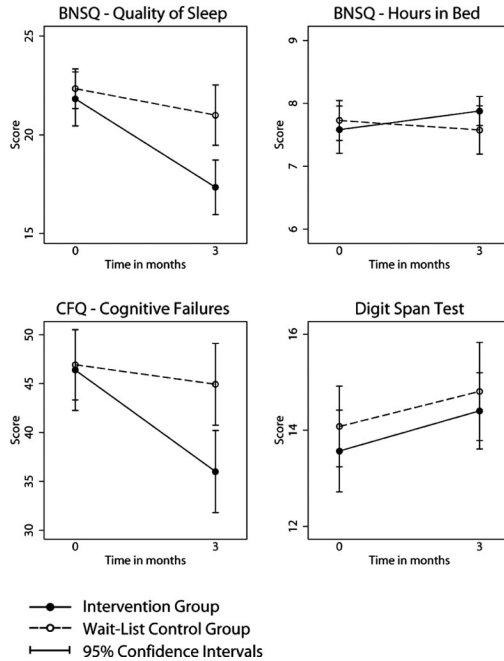 BNSQ - Quality of Sleep
25
20
15
Score
0
3
Time in months
BNSQ - Hours in Bed
9
8
7
6
Score
0
3
Time in months
CFQ - Cognitive Failures
50
45
40
35
30
Score
0
3
Time in months
Digit Span Test
16
14
12
Score
0
3
Time in months
Intervention Group
Wait-List Control Group
95% Confidence Intervals